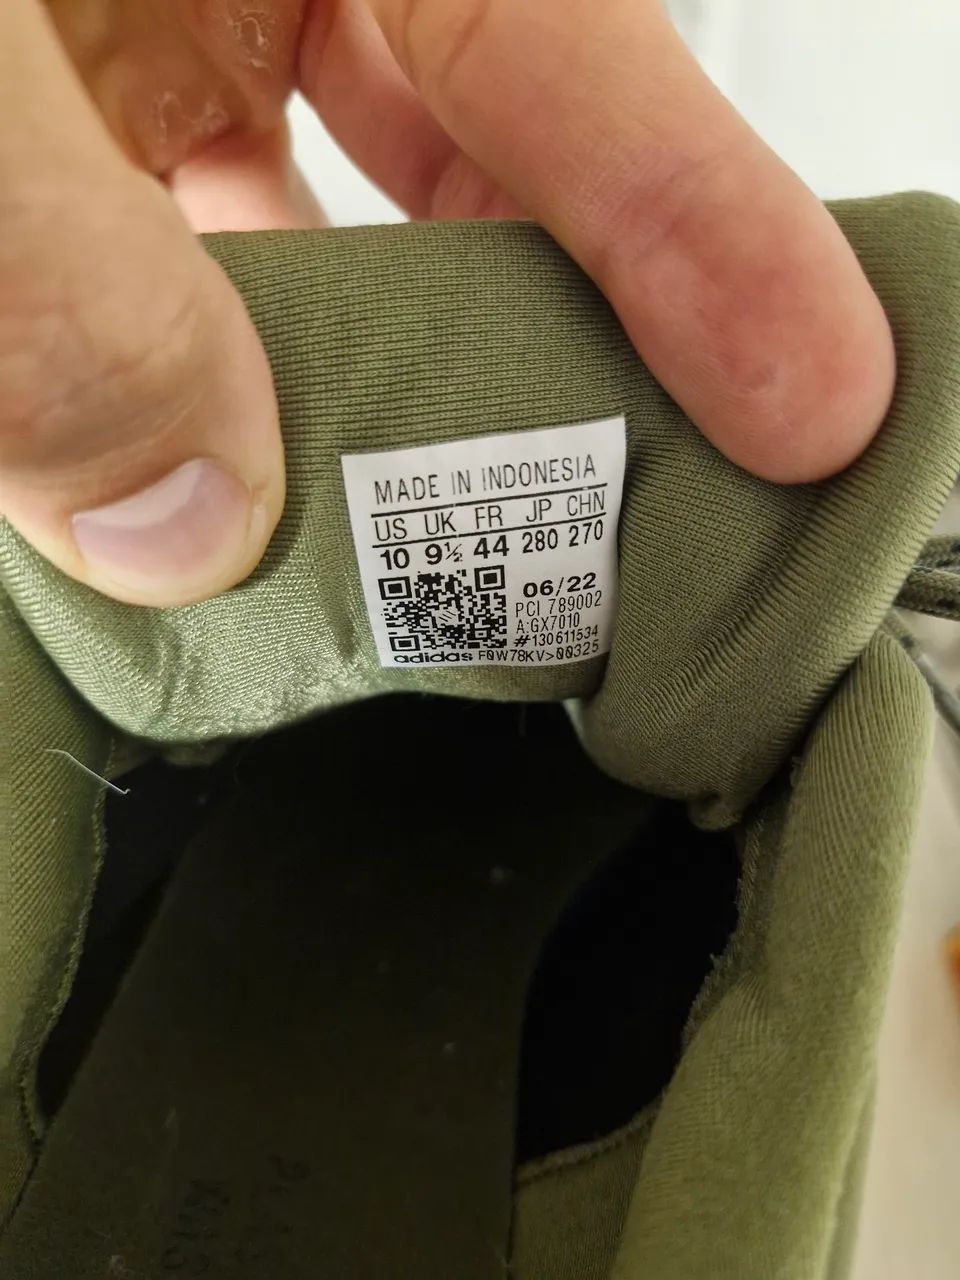 MADE IN INDONESIA
US UK FR JP CHN
10 9½ 44 280 270
06/22
PCI 789002
A:GX7010
#130611534
adidas F0W78KV>00325